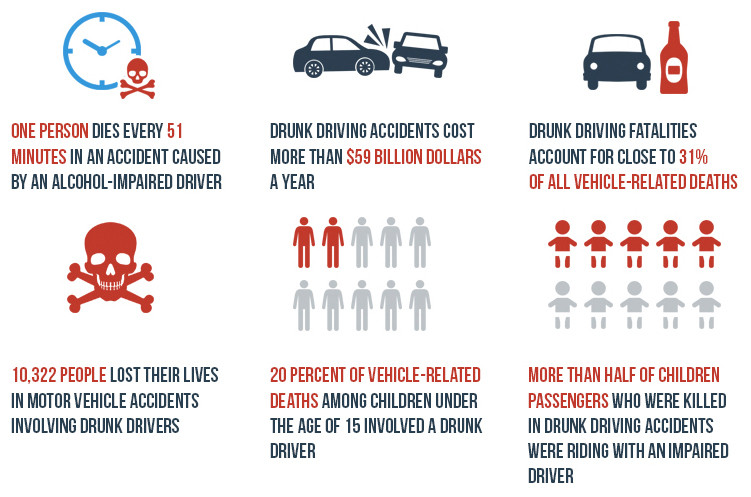 ONE PERSON DIES EVERY 51
MINUTES IN AN ACCIDENT CAUSED
BY AN ALCOHOL-IMPAIRED DRIVER
DRUNK DRIVING ACCIDENTS COST
MORE THAN $59 BILLION DOLLARS
A YEAR
DRUNK DRIVING FATALITIES
ACCOUNT FOR CLOSE TO 31%
OF ALL VEHICLE-RELATED DEATHS
10,322 PEOPLE LOST THEIR LIVES
IN MOTOR VEHICLE ACCIDENTS
INVOLVING DRUNK DRIVERS
20 PERCENT OF VEHICLE-RELATED
DEATHS AMONG CHILDREN UNDER
THE AGE OF 15 INVOLVED A DRUNK
DRIVER
MORE THAN HALF OF CHILDREN
PASSENGERS WHO WERE KILLED
IN DRUNK DRIVING ACCIDENTS
WERE RIDING WITH AN IMPAIRED
DRIVER